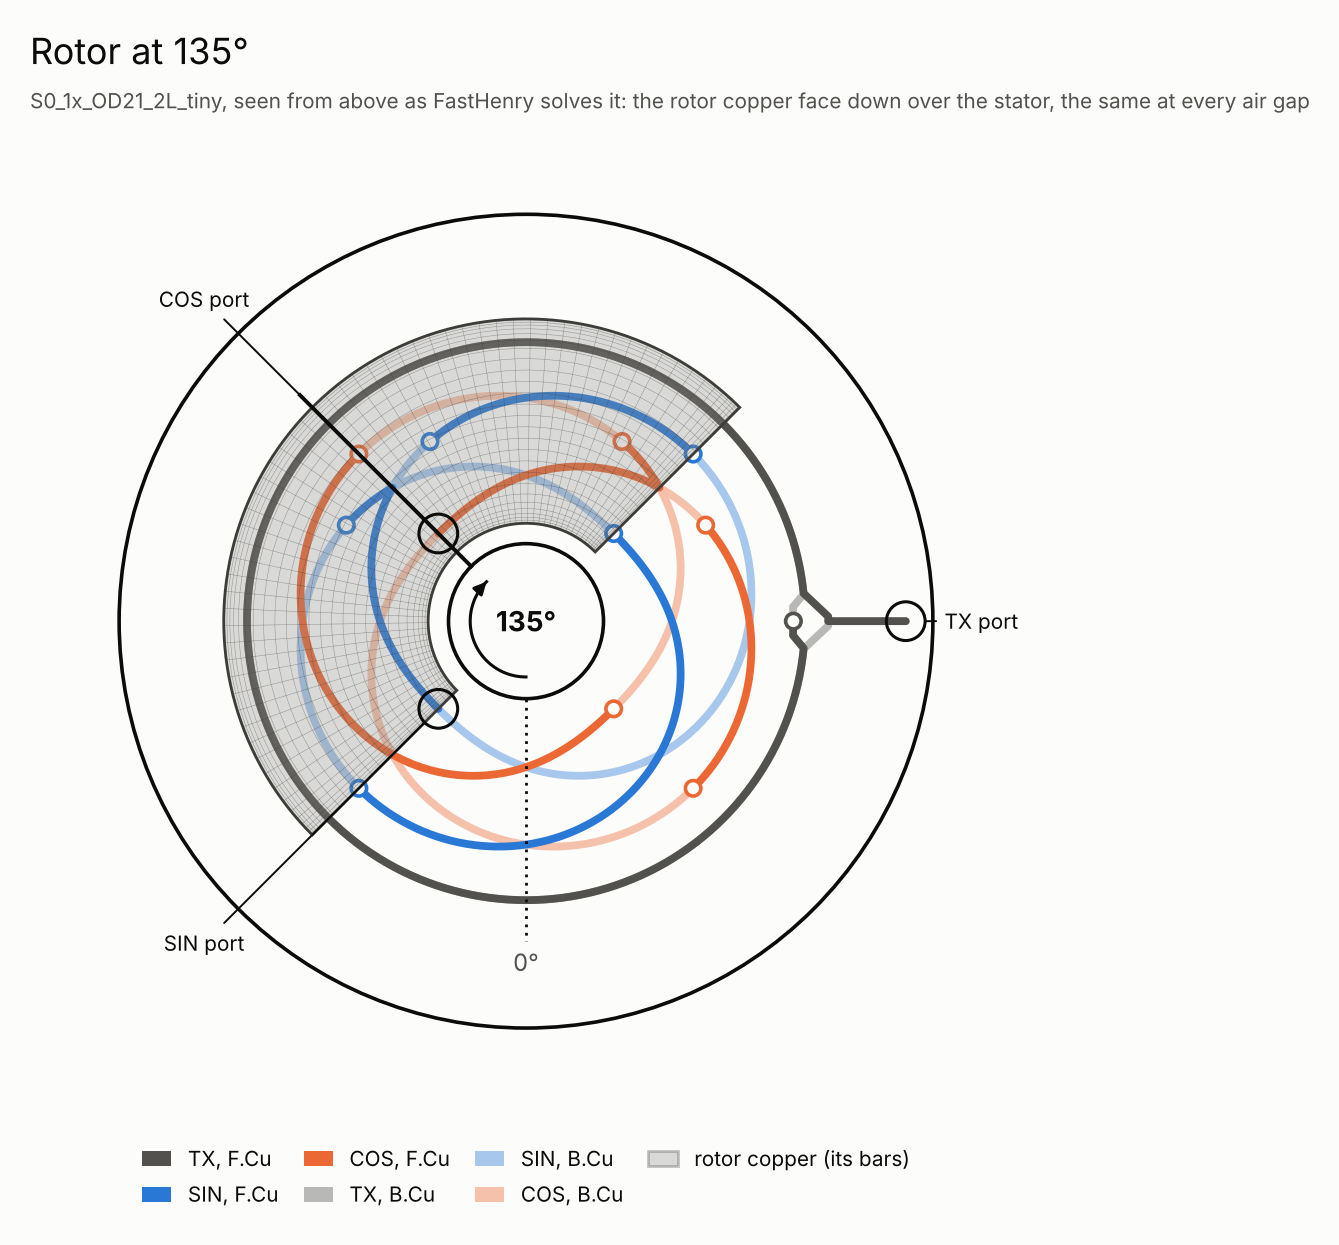 Rotor at 135°
S0_1x_OD21_2L_tiny, seen from above as FastHenry solves it: the rotor copper face down over the stator, the same at every air gap
COS port
135°
TX port
SIN port
0°
TX, F.Cu
COS, F.Cu
SIN, B.Cu
rotor copper (its bars)
SIN, F.Cu
TX, B.Cu
COS, B.Cu